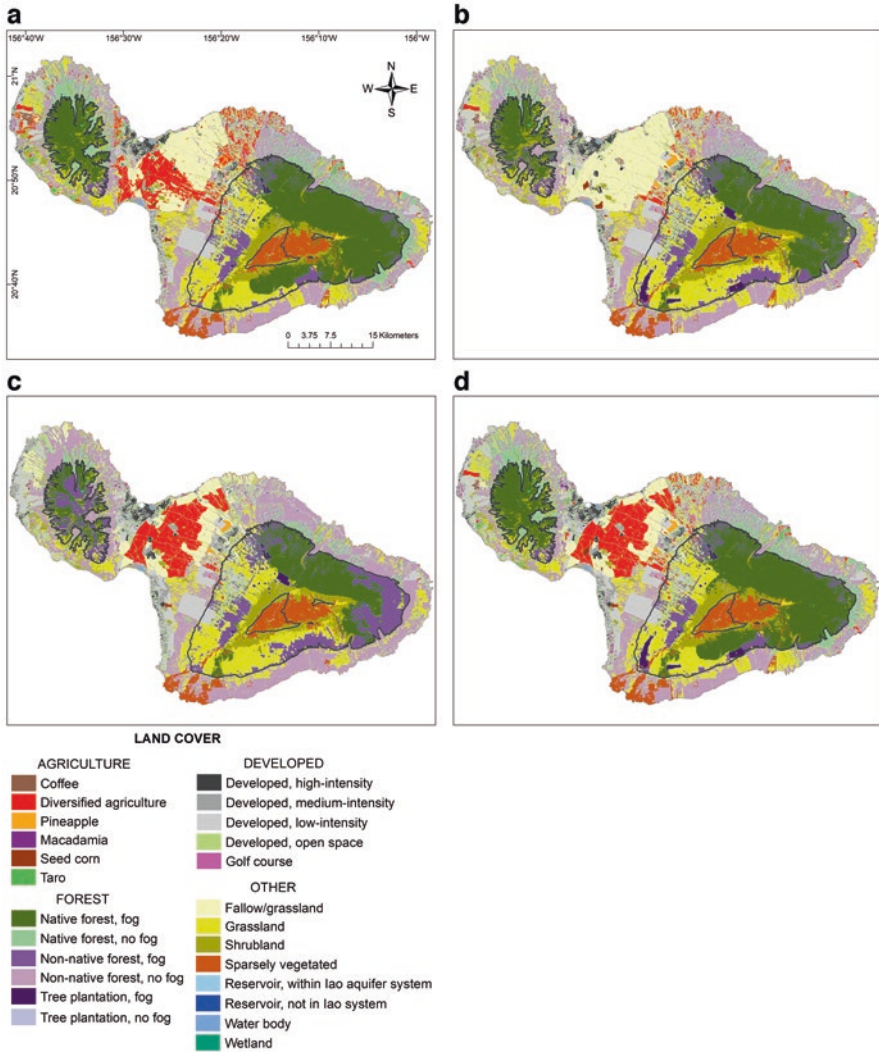 a
b
156°40'
156°30'
156°20'
156°10'
156°W
21°N
20°50'N
20°40'N
N
W E
S
0 3.75 7.5 15 Kilometers
c
d
LAND COVER
AGRICULTURE
Coffee
Diversified agriculture
Pineapple
Macadamia
Seed corn
Taro
FOREST
Native forest, fog
Native forest, no fog
Non-native forest, fog
Non-native forest, no fog
Tree plantation, fog
Tree plantation, no fog
DEVELOPED
Developed, high-intensity
Developed, medium-intensity
Developed, low-intensity
Developed, open space
Golf course
OTHER
Fallow/grassland
Grassland
Shrubland
Sparsely vegetated
Reservoir, within Iao aquifer system
Reservoir, not in Iao system
Water body
Wetland